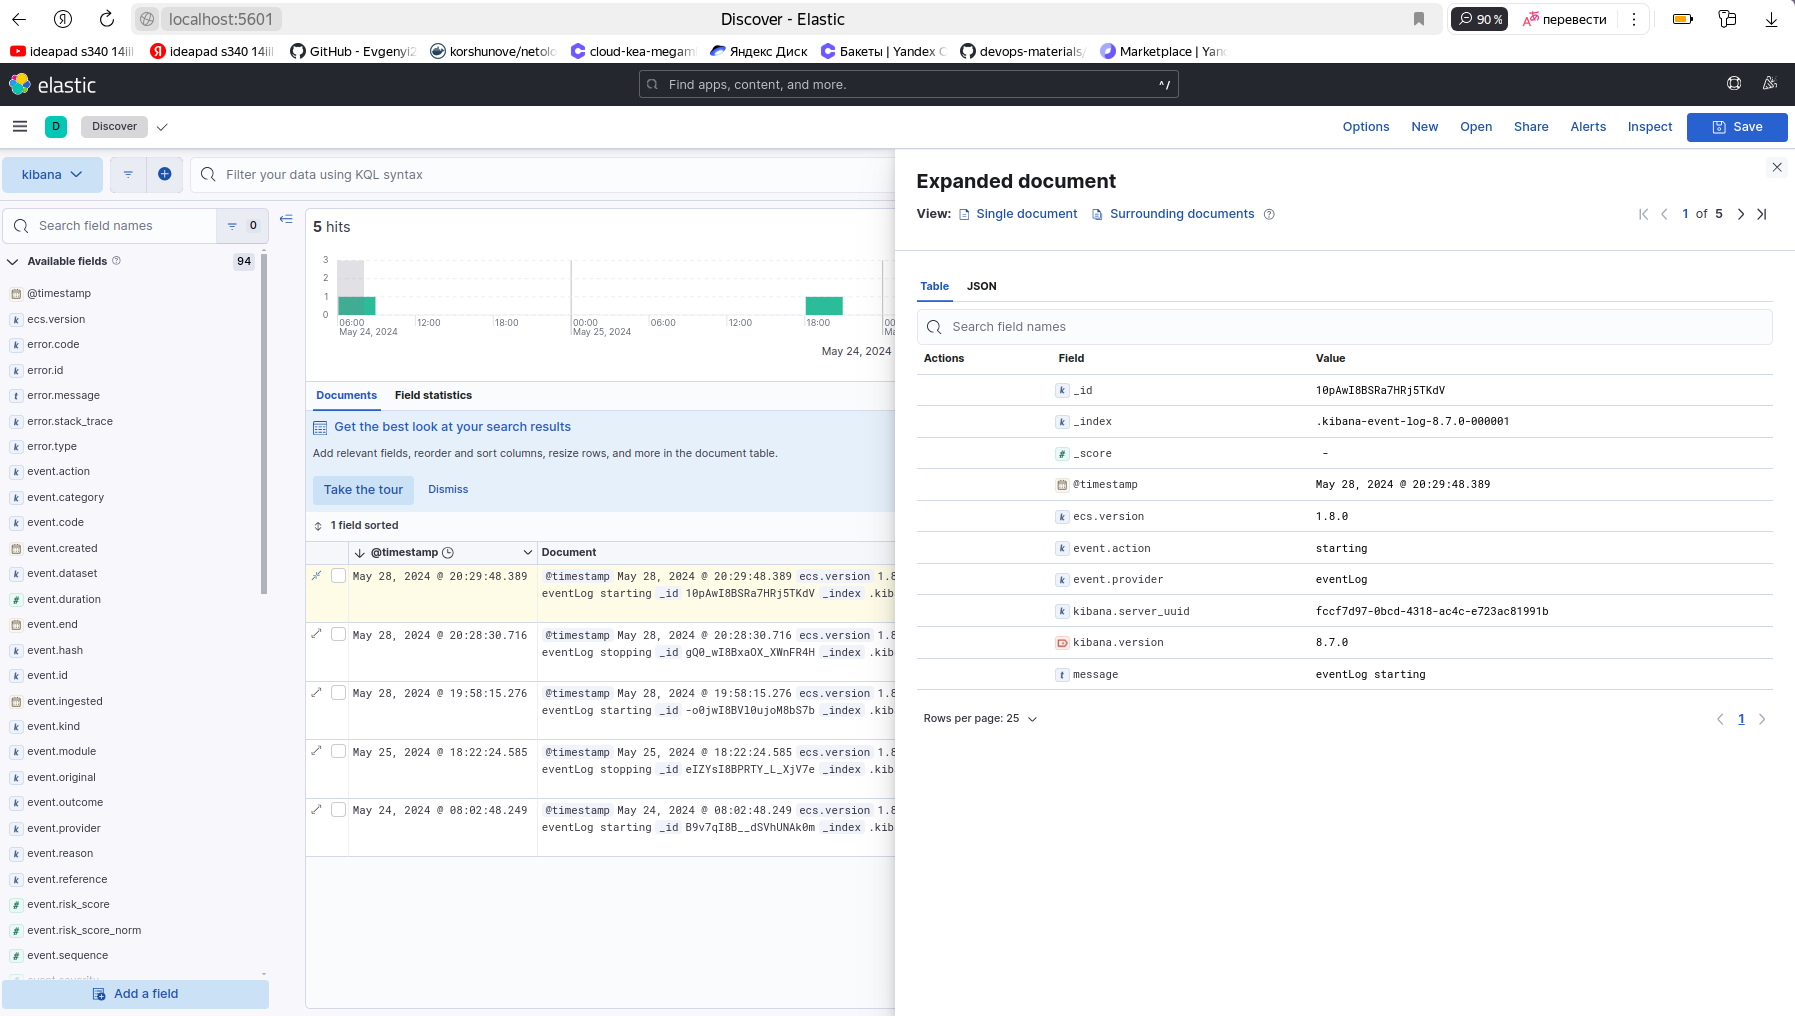 localhost:5601
Discover - Elastic
90 %
перевести
ideapad s340 14iil
ideapad s340 14iil
GitHub - Evgenyi2
korshunove/netolo
cloud-kea-megam
Яндекс Диск
Бакеты | Yandex C
devops-materials/
Marketplace | Yan
elastic
Find apps, content, and more.
^/
D
Discover
Options
New
Open
Share
Alerts
Inspect
Save
kibana
Filter your data using KQL syntax
Search field names
0
Available fields
94
@timestamp
ecs.version
error.code
error.id
error.message
error.stack_trace
error.type
event.action
event.category
event.code
event.created
event.dataset
event.duration
event.end
event.hash
event.id
event.ingested
event.kind
event.module
event.original
event.outcome
event.provider
event.reason
event.reference
event.risk_score
event.risk_score_norm
event.sequence
event.severity
Add a field
5 hits
3
2
1
0
06:00
May 24, 2024
12:00
18:00
00:00
May 25, 2024
06:00
12:00
18:00
May 24, 2024
Documents
Field statistics
Get the best look at your search results
Add relevant fields, reorder and sort columns, resize rows, and more in the document table.
Take the tour
Dismiss
1 field sorted
@timestamp
Document
May 28, 2024 @ 20:29:48.389
@timestamp May 28, 2024 @ 20:29:48.389 ecs.version 1.8
eventLog starting _id 10pAwI8BSRa7HRj5TKdV _index .kib
May 28, 2024 @ 20:28:30.716
@timestamp May 28, 2024 @ 20:28:30.716 ecs.version 1.8
eventLog stopping _id gQ0_wI8BxaOX_XWnFR4H _index .kib
May 28, 2024 @ 19:58:15.276
@timestamp May 28, 2024 @ 19:58:15.276 ecs.version 1.8
eventLog starting _id -o0jwI8BVl0ujoM8bS7b _index .kib
May 25, 2024 @ 18:22:24.585
@timestamp May 25, 2024 @ 18:22:24.585 ecs.version 1.8
eventLog stopping _id eIZYsI8BPRTY_L_XjV7e _index .kib
May 24, 2024 @ 08:02:48.249
@timestamp May 24, 2024 @ 08:02:48.249 ecs.version 1.8
eventLog starting _id B9v7qI8B__dSVhUNAk0m _index .kib
Expanded document
View:
Single document
Surrounding documents
1 of 5
Table
JSON
Search field names
Actions
Field
Value
_id
10pAwI8BSRa7HRj5TKdV
_index
.kibana-event-log-8.7.0-000001
_score
-
@timestamp
May 28, 2024 @ 20:29:48.389
ecs.version
1.8.0
event.action
starting
event.provider
eventLog
kibana.server_uuid
fccf7d97-0bcd-4318-ac4c-e723ac81991b
kibana.version
8.7.0
message
eventLog starting
Rows per page: 25
1